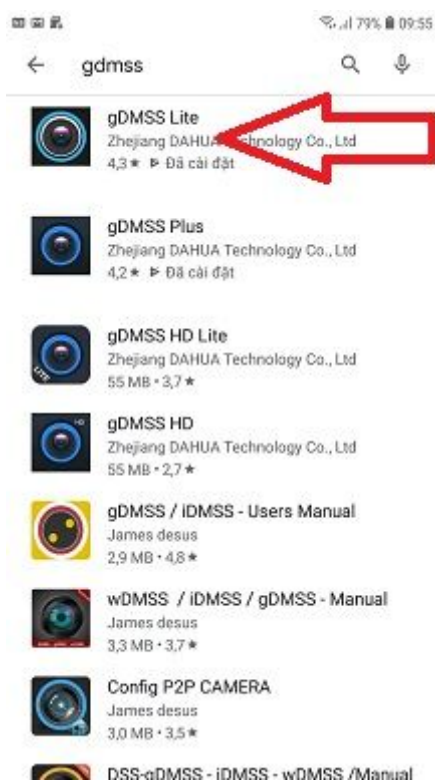 79% 09:55
gdmss
gDMSS Lite
Zhejiang DAHUA Technology Co., Ltd
4,3★ Đã cài đặt
gDMSS Plus
Zhejiang DAHUA Technology Co., Ltd
4,2★ Đã cài đặt
gDMSS HD Lite
Zhejiang DAHUA Technology Co., Ltd
55 MB • 3,7★
LITE
gDMSS HD
HD
Zhejiang DAHUA Technology Co., Ltd
55 MB • 2,7★
gDMSS / iDMSS - Users Manual
James desus
2,9 MB • 4,8★
wDMSS / iDMSS / gDMSS - Manual
James desus
3,3 MB • 3,7★
Config P2P CAMERA
James desus
3,0 MB • 3,5★
DSS-gDMSS - iDMSS - wDMSS /Manual